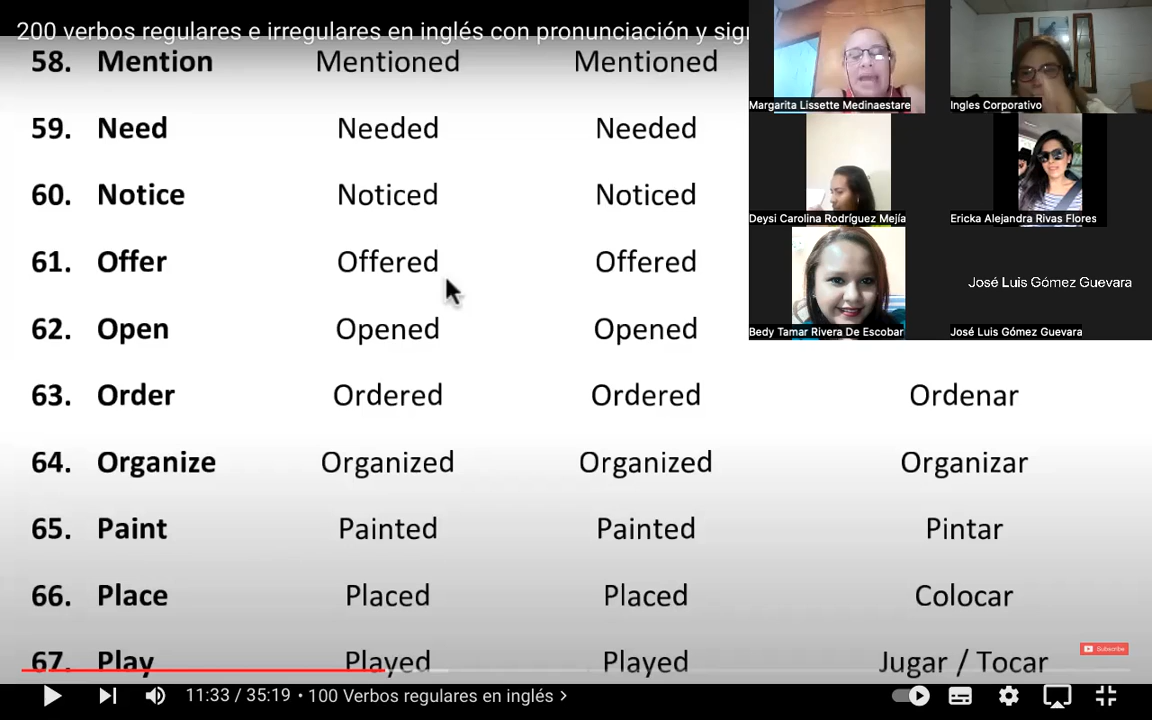 200 verbos regulares e irregulares en inglés con pronunciación y sign
58. Mention Mentioned Mentioned
59. Need Needed Needed
60. Notice Noticed Noticed
61. Offer Offered Offered
62. Open Opened Opened
63. Order Ordered Ordered Ordenar
64. Organize Organized Organized Organizar
65. Paint Painted Painted Pintar
66. Place Placed Placed Colocar
67. Play Played Played Jugar / Tocar
Margarita Lissette Medinaestare
Ingles Corporativo
Deysi Carolina Rodríguez Mejía
Ericka Alejandra Rivas Flores
Bedy Tamar Rivera De Escobar
José Luis Gómez Guevara
José Luis Gómez Guevara
Subscribe
11:33 / 35:19 • 100 Verbos regulares en inglés >